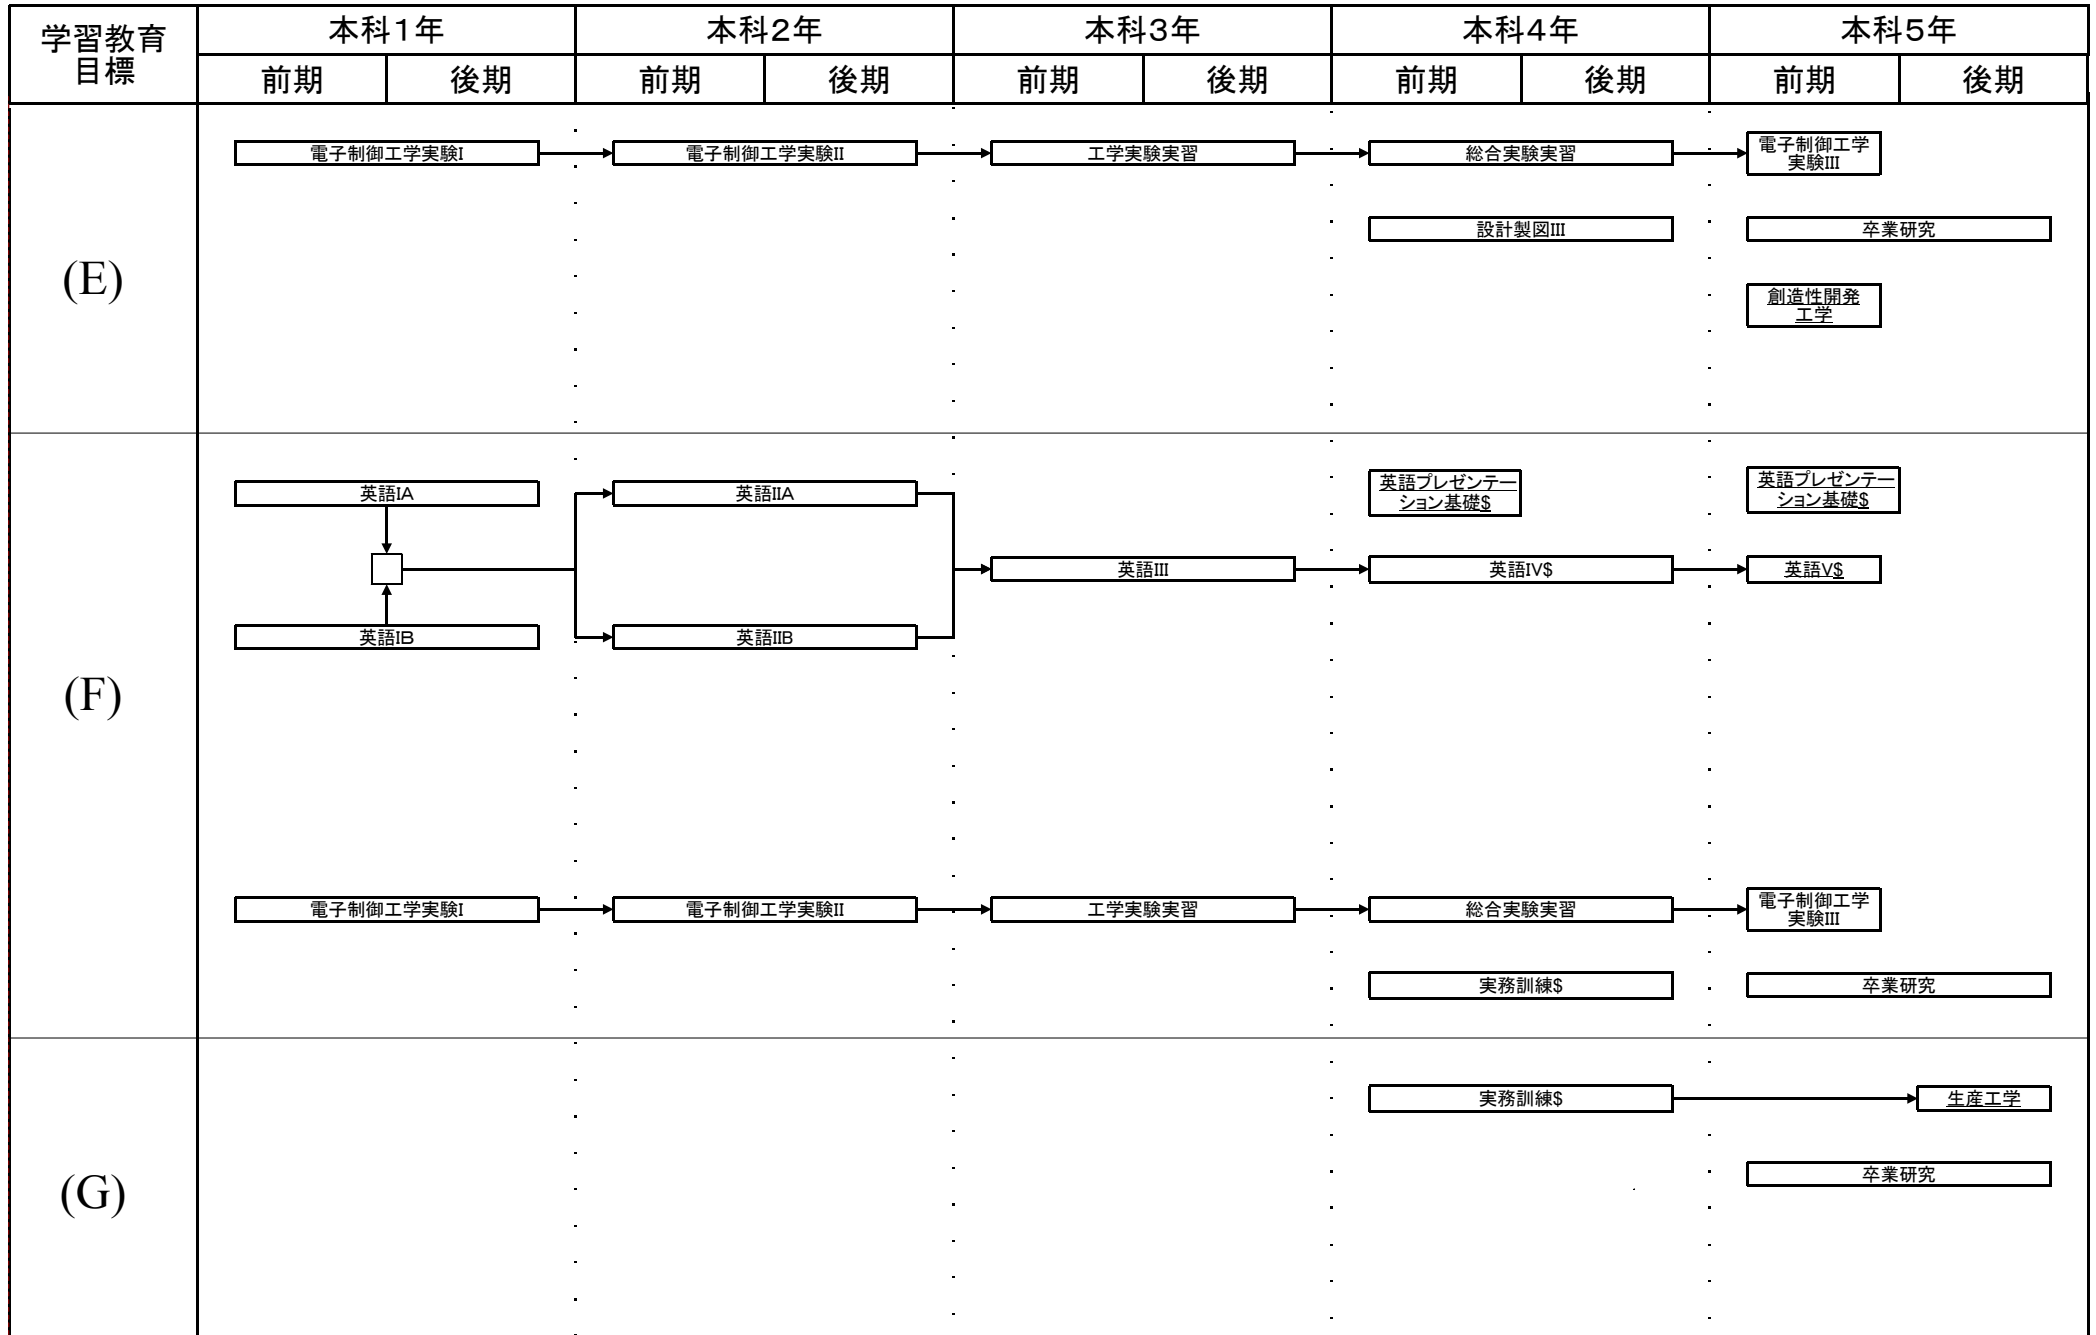 学習教育
目標
本科1年
本科2年
本科3年
本科4年
本科5年
前期
後期
前期
後期
前期
後期
前期
後期
前期
後期
(E)
電子制御工学実験I
電子制御工学実験II
工学実験実習
総合実験実習
電子制御工学
実験III
設計製図III
卒業研究
創造性開発
工学
(F)
英語IA
英語IIA
英語プレゼンテー
ション基礎$
英語プレゼンテー
ション基礎$
英語III
英語IV$
英語V$
英語IB
英語IIB
電子制御工学実験I
電子制御工学実験II
工学実験実習
総合実験実習
電子制御工学
実験III
実務訓練$
卒業研究
(G)
実務訓練$
生産工学
卒業研究